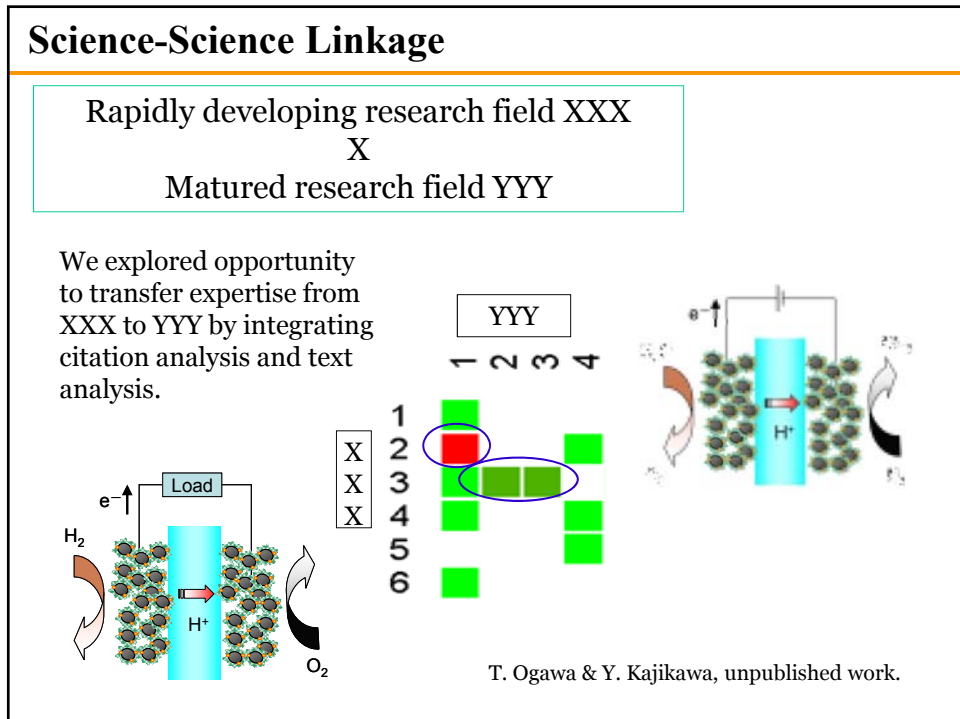 Science-Science Linkage
Rapidly developing research field XXX
X
Matured research field YYY
We explored opportunity
to transfer expertise from
XXX to YYY by integrating
citation analysis and text
analysis.
YYY
1 2 3 4
1
2
3
4
5
6
X
X
X
e⁻
H⁺
Load
e⁻
H₂
H⁺
O₂
T. Ogawa & Y. Kajikawa, unpublished work.